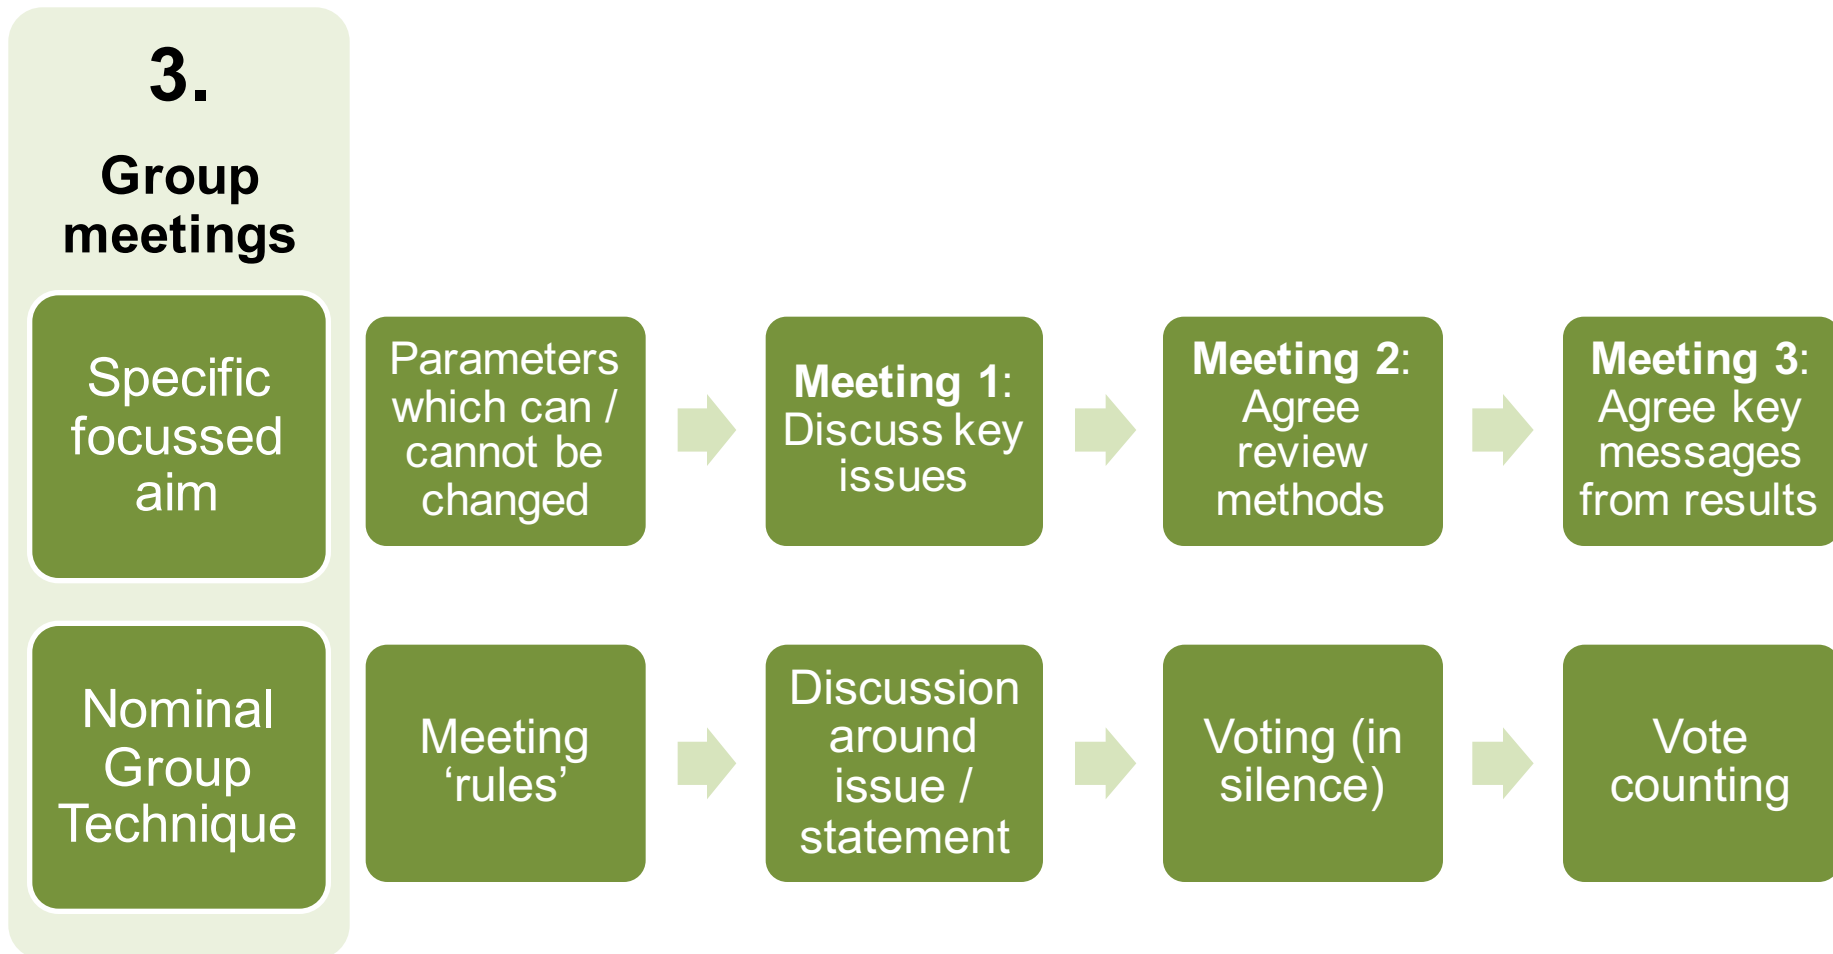 3.
Group
meetings
Specific
focussed
aim
Parameters
which can /
cannot be
changed
Meeting 1:
Discuss key
issues
Meeting 2:
Agree
review
methods
Meeting 3:
Agree key
messages
from results
Nominal
Group
Technique
Meeting
‘rules’
Discussion
around
issue /
statement
Voting (in
silence)
Vote
counting